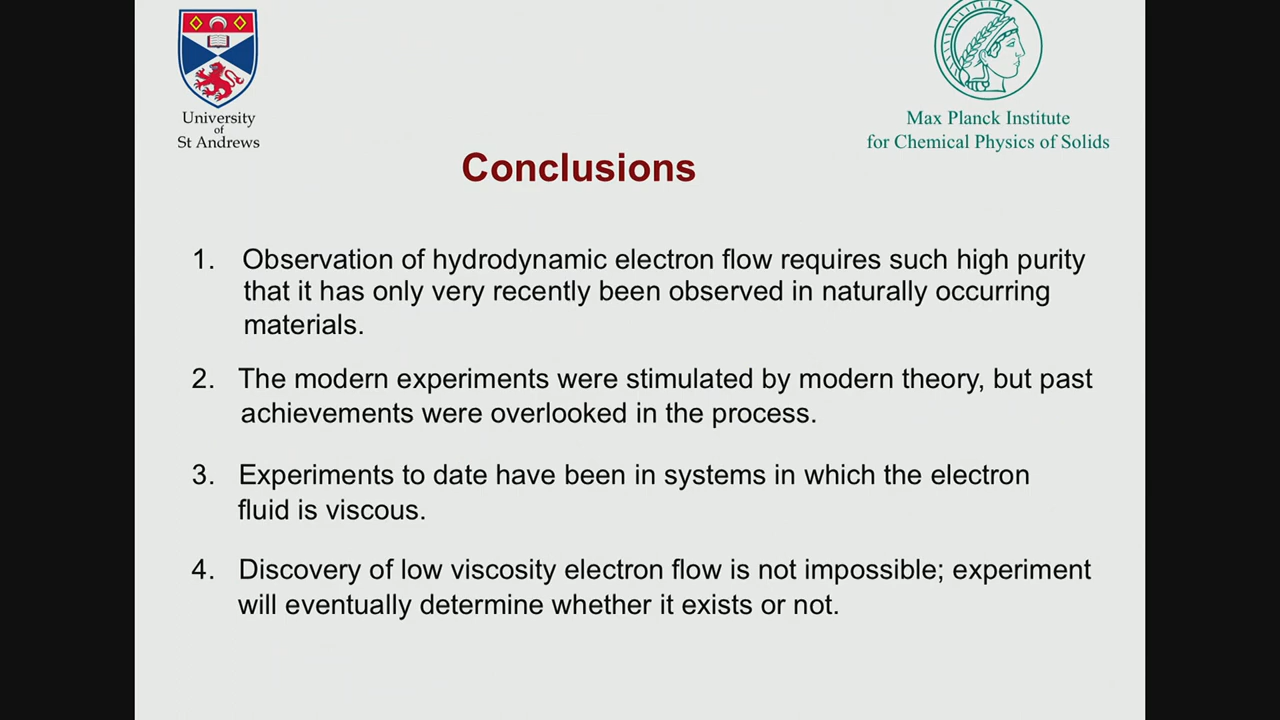 University
of
St Andrews
Max Planck Institute
for Chemical Physics of Solids
Conclusions
1. Observation of hydrodynamic electron flow requires such high purity
that it has only very recently been observed in naturally occurring
materials.
2. The modern experiments were stimulated by modern theory, but past
achievements were overlooked in the process.
3. Experiments to date have been in systems in which the electron
fluid is viscous.
4. Discovery of low viscosity electron flow is not impossible; experiment
will eventually determine whether it exists or not.